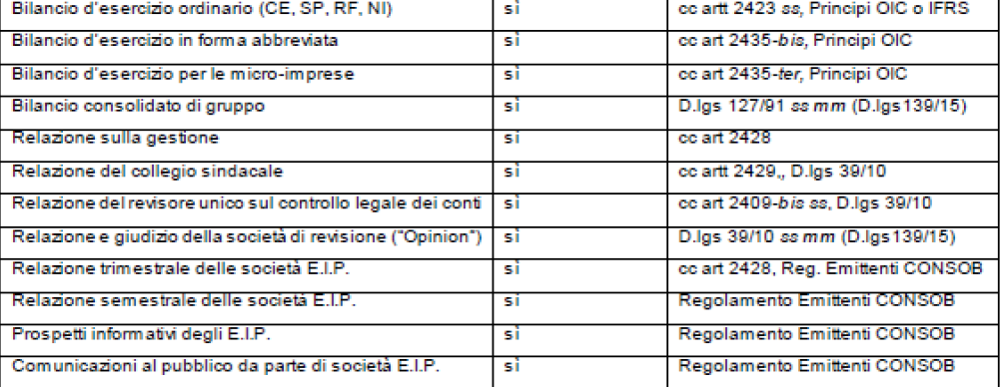 Bilancio d'esercizio ordinario (CE, SP, RF, NI) sì cc artt 2423 ss, Principi OIC o IFRS
Bilancio d'esercizio in forma abbreviata sì cc art 2435-bis, Principi OIC
Bilancio d'esercizio per le micro-imprese sì cc art 2435-ter, Principi OIC
Bilancio consolidato di gruppo sì D.lgs 127/91 ss mm (D.lgs139/15)
Relazione sulla gestione sì cc art 2428
Relazione del collegio sindacale sì cc artt 2429,, D.lgs 39/10
Relazione del revisore unico sul controllo legale dei conti sì cc art 2409-bis ss, D.lgs 39/10
Relazione e giudizio della società di revisione ("Opinion") sì D.lgs 39/10 ss mm (D.lgs139/15)
Relazione trimestrale delle società E.I.P. sì cc art 2428, Reg. Emittenti CONSOB
Relazione semestrale delle società E.I.P. sì Regolamento Emittenti CONSOB
Prospetti informativi degli E.I.P. sì Regolamento Emittenti CONSOB
Comunicazioni al pubblico da parte di società E.I.P. sì Regolamento Emittenti CONSOB